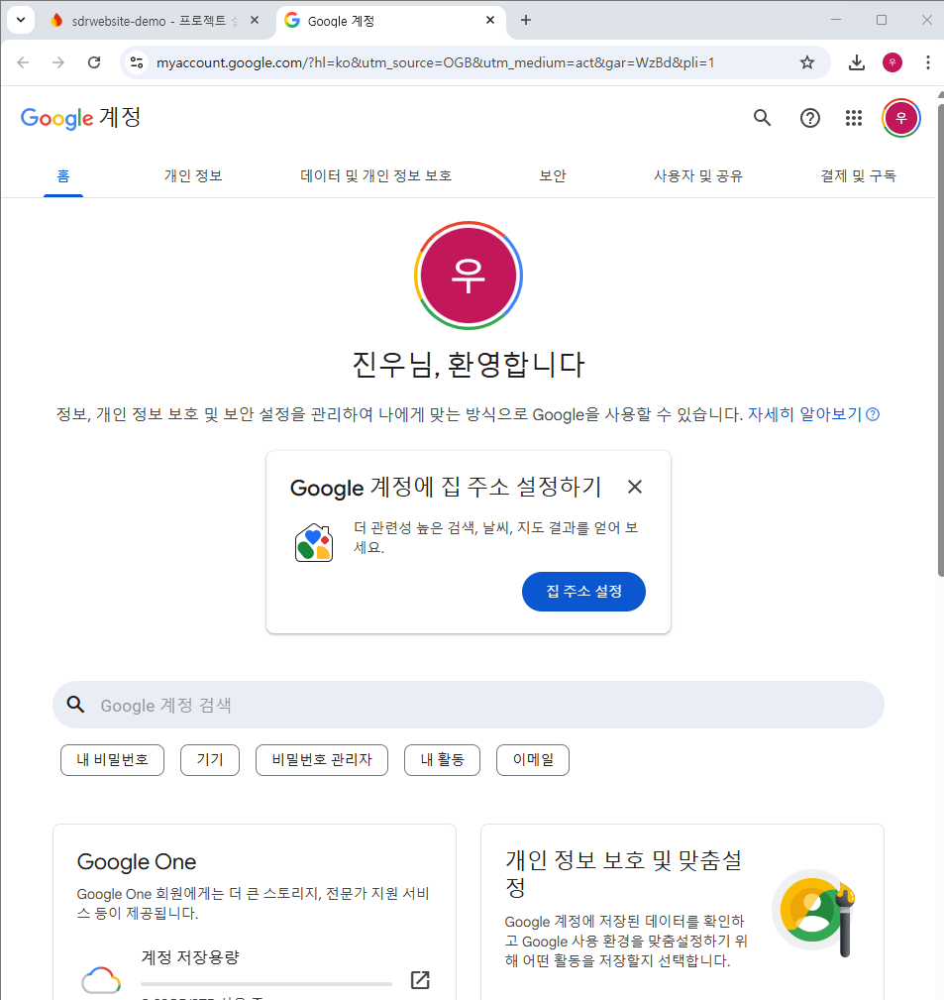 sdrwebsite-demo - 프로젝트
Google 계정
myaccount.google.com/?hl=ko&utm_source=OGB&utm_medium=act&gar=WzBd&pli=1
우
Google 계정
우
홈 개인 정보 데이터 및 개인 정보 보호 보안 사용자 및 공유 결제 및 구독
우
진우님, 환영합니다
정보, 개인 정보 보호 및 보안 설정을 관리하여 나에게 맞는 방식으로 Google을 사용할 수 있습니다. 자세히 알아보기
Google 계정에 집 주소 설정하기
더 관련성 높은 검색, 날씨, 지도 결과를 얻어 보
세요.
집 주소 설정
Google 계정 검색
내 비밀번호 기기 비밀번호 관리자 내 활동 이메일
Google One
Google One 회원에게는 더 큰 스토리지, 전문가 지원 서비
스 등이 제공됩니다.
계정 저장용량
개인 정보 보호 및 맞춤설
정
Google 계정에 저장된 데이터를 확인하
고 Google 사용 환경을 맞춤설정하기 위
해 어떤 활동을 저장할지 선택합니다.